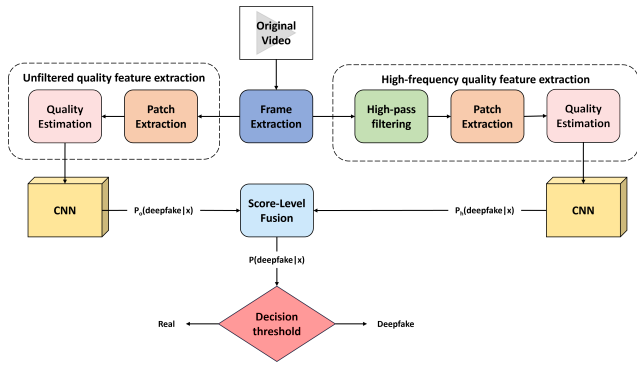 Original
Video
Unfiltered quality feature extraction
High-frequency quality feature extraction
Quality
Estimation
Patch
Extraction
Frame
Extraction
High-pass
filtering
Patch
Extraction
Quality
Estimation
CNN
Pₒ(deepfake|x)
Score-Level
Fusion
Pₕ(deepfake|x)
CNN
P(deepfake|x)
Real
Decision
threshold
Deepfake